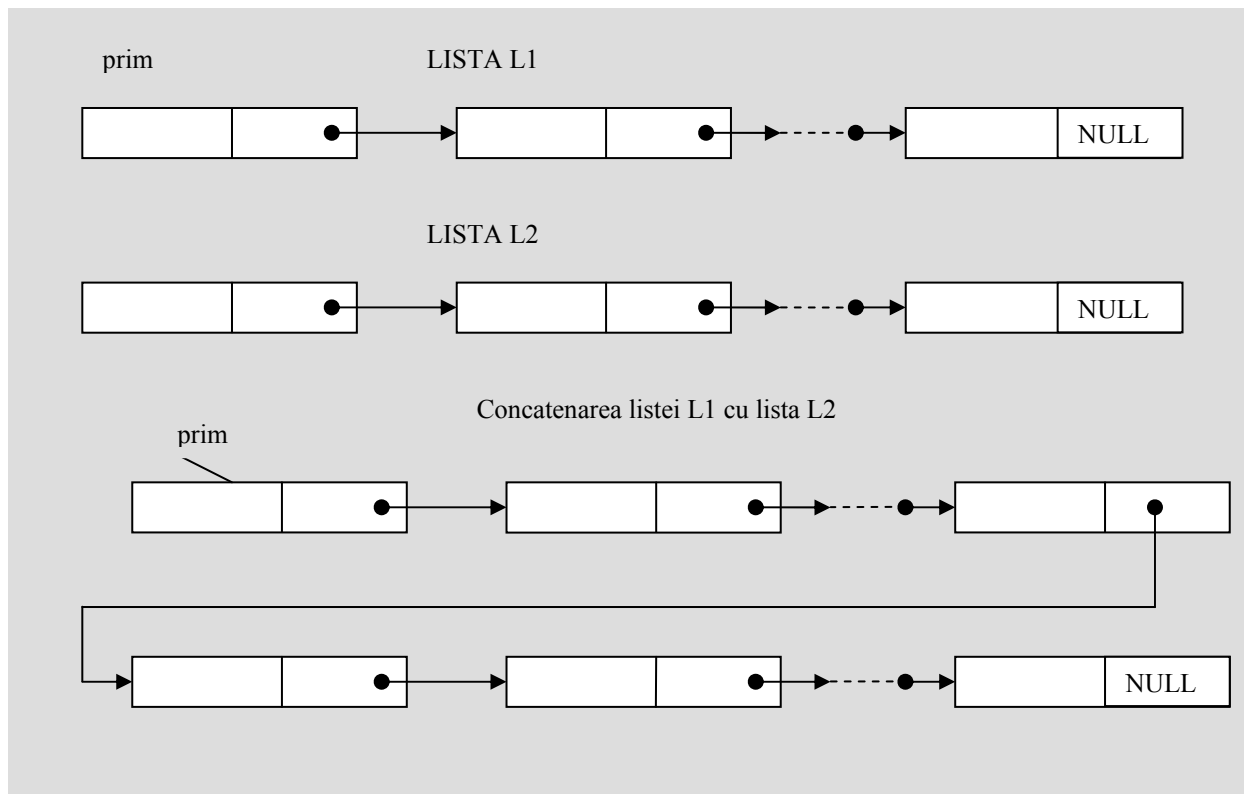 prim LISTA L1
NULL
LISTA L2
NULL
Concatenarea listei L1 cu lista L2
prim
NULL